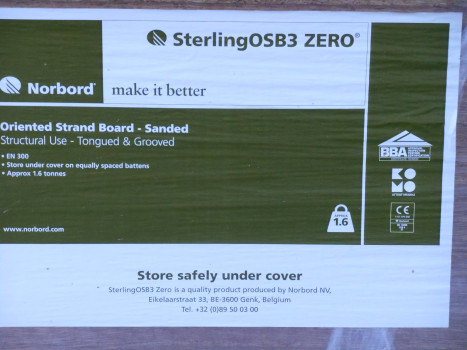 SterlingOSB3 ZERO®
Norbord®
make it better
Oriented Strand Board - Sanded
Structural Use - Tongued & Grooved
• EN 300
• Store under cover on equally spaced battens
• Approx 1.6 tonnes
BBA
KOMO
CE
APPROX
1.6
www.norbord.com
Store safely under cover
SterlingOSB3 Zero is a quality product produced by Norbord NV,
Eikelaarstraat 33, BE-3600 Genk, Belgium
Tel. +32 (0)89 50 03 00